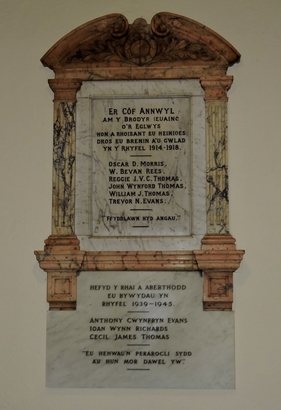 ER CÔF ANNWYL
AM Y BRODYR IEUAINC
O'R EGLWYS
HON A RHOISANT EU HEINIOES
DROS EU BRENIN A'U GWLAD
YN Y RHYFEL 1914-1918.
OSCAR D. MORRIS,
W. BEVAN REES,
REGGIE J.V.C. THOMAS,
JOHN WYNFORD THOMAS,
WILLIAM J. THOMAS,
TREVOR N. EVANS.
"FFYDDLAWN HYD ANGAU."
HEFYD Y RHAI A ABERTHODD
EU BYWYDAU YN
RHYFEL 1939-1945.
ANTHONY CWYNFRYN EVANS
IOAN WYNN RICHARDS
CECIL JAMES THOMAS
"EU HENWAU'N PERAROGLI SYDD
AU HUN MOR DAWEL YW."